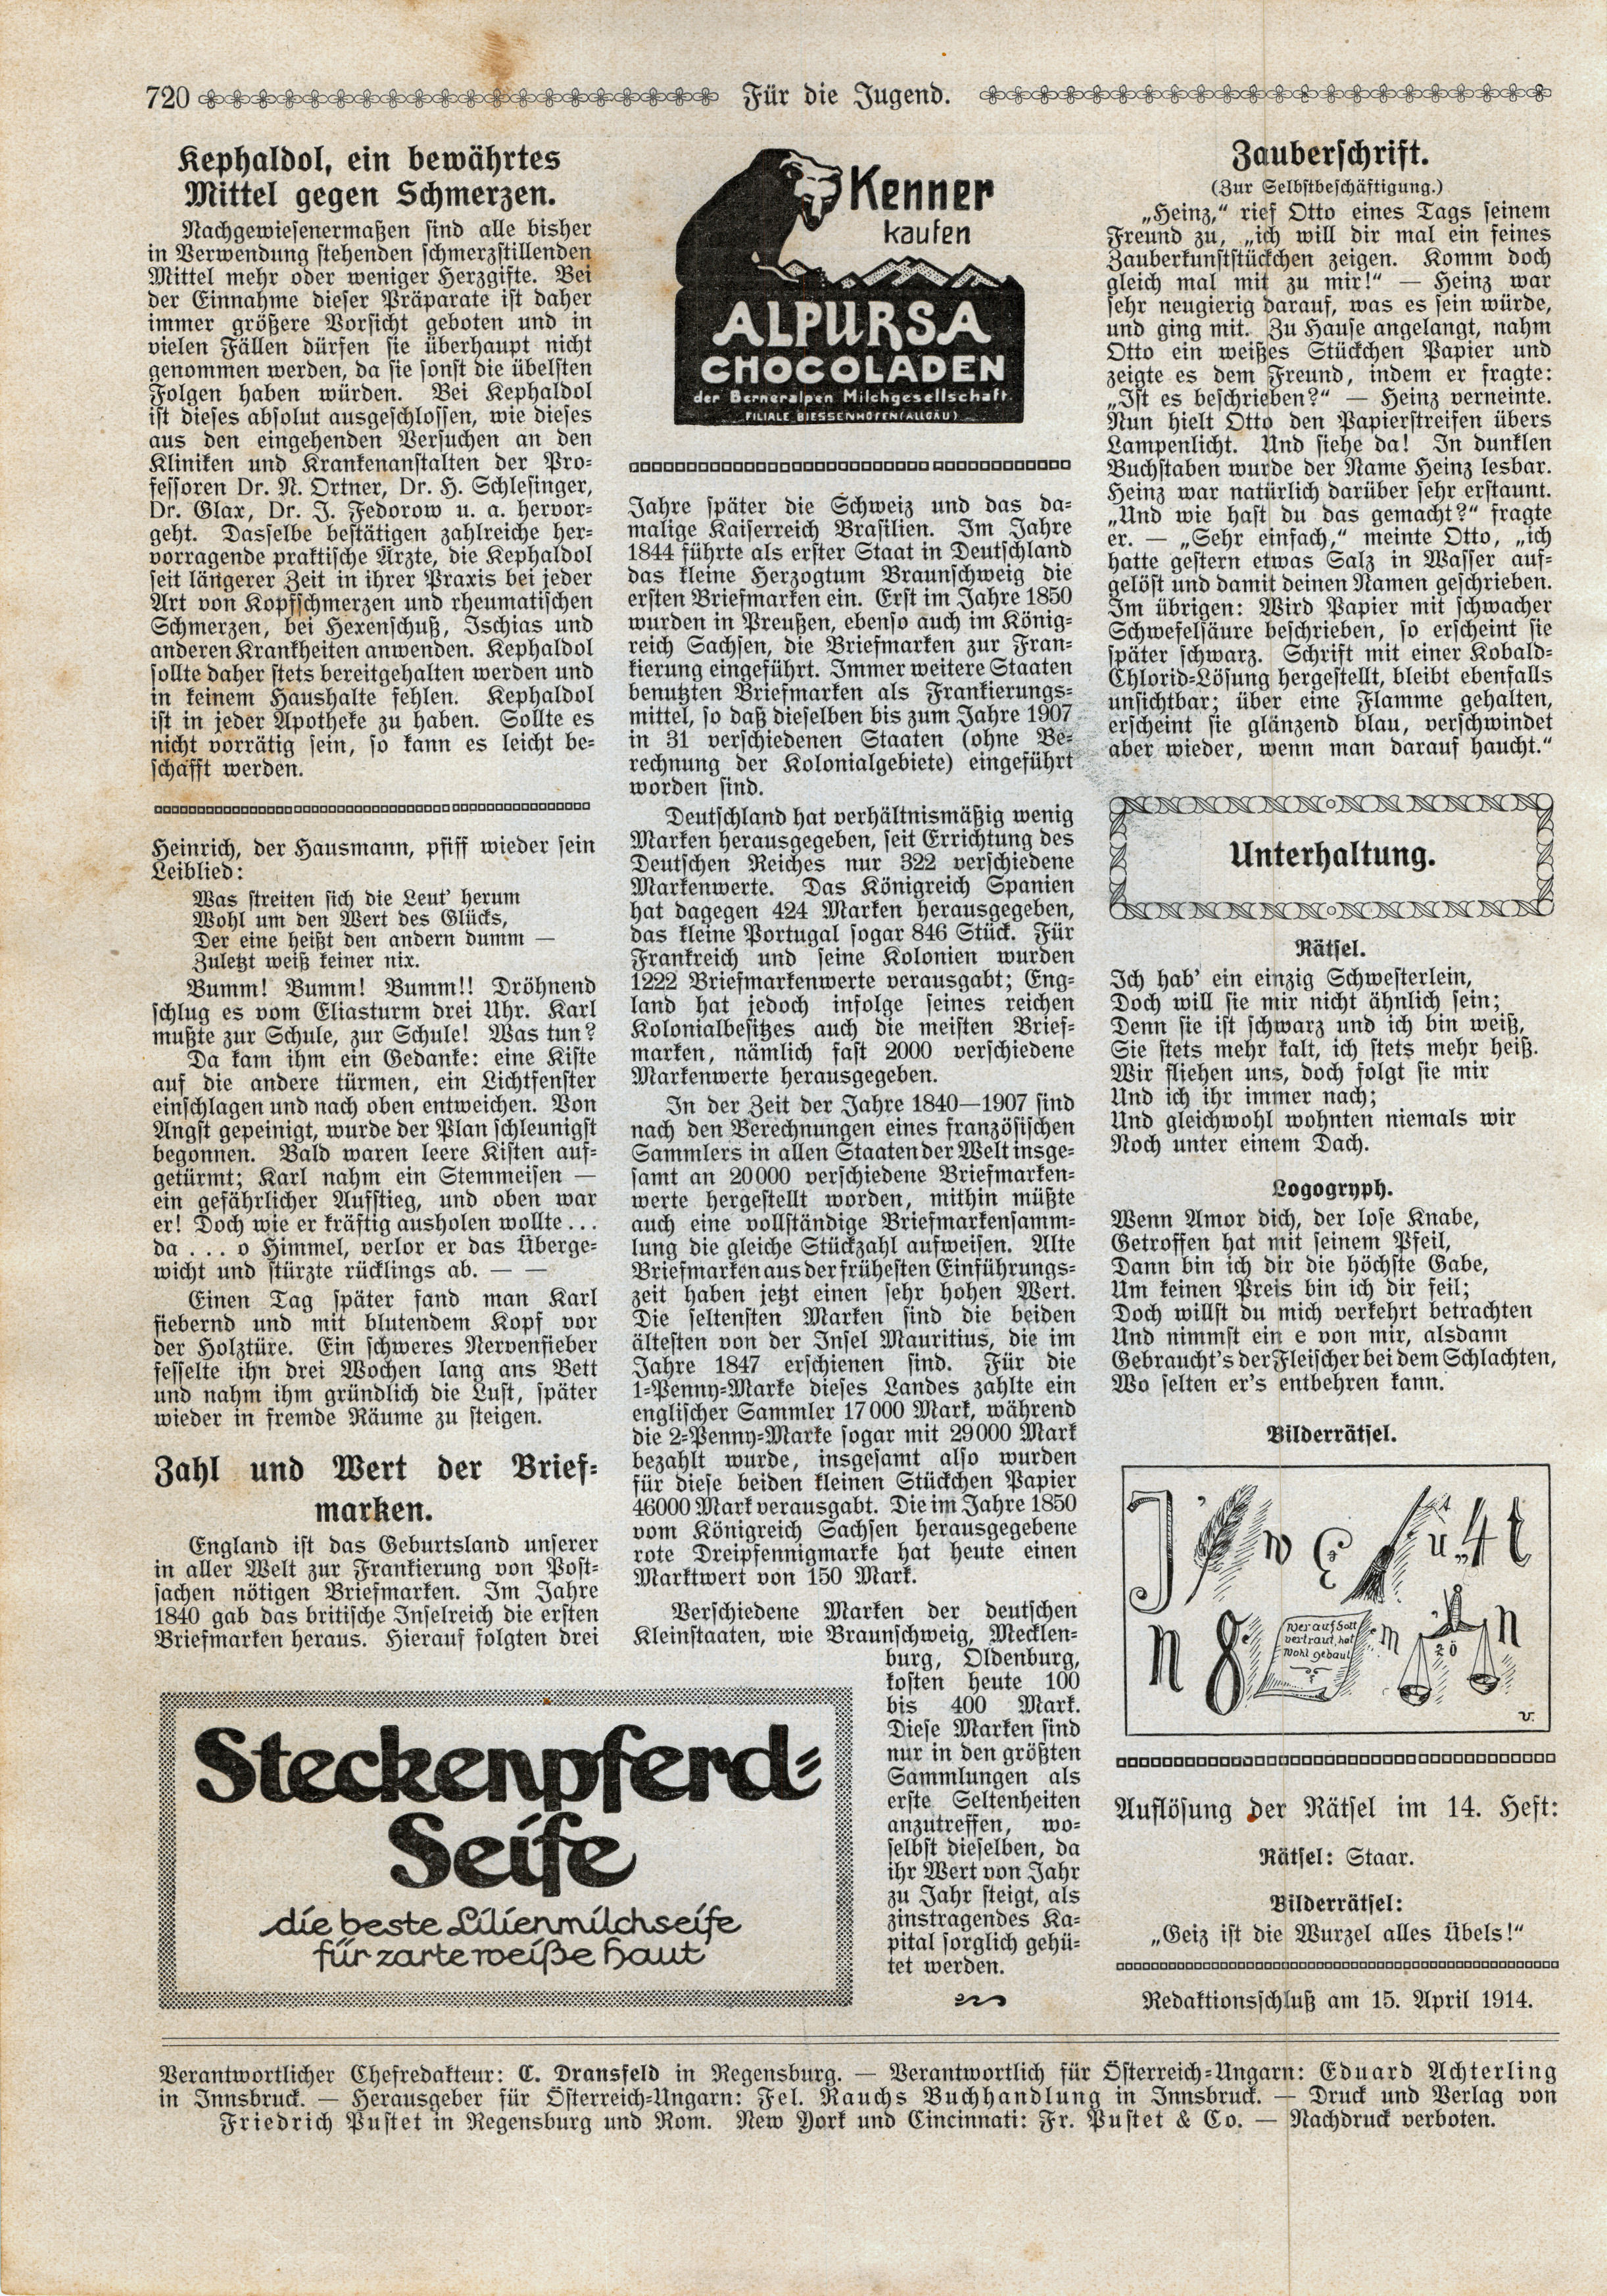 720
Für die Jugend.
Kephaldol, ein bewährtes
Mittel gegen Schmerzen.
Nachgewiesenermaßen sind alle bisher
in Verwendung stehenden schmerzstillenden
Mittel mehr oder weniger Herzgifte. Bei
der Einnahme dieser Präparate ist daher
immer größere Vorsicht geboten und in
vielen Fällen dürfen sie überhaupt nicht
genommen werden, da sie sonst die übelsten
Folgen haben würden. Bei Kephaldol
ist dieses absolut ausgeschlossen, wie dieses
aus den eingehenden Versuchen an den
Kliniken und Krankenanstalten der Pro-
fessoren Dr. N. Ortner, Dr. H. Schlesinger,
Dr. Glax, Dr. J. Fedorow u. a. hervor-
geht. Dasselbe bestätigen zahlreiche her-
vorragende praktische Ärzte, die Kephaldol
seit längerer Zeit in ihrer Praxis bei jeder
Art von Kopfschmerzen und rheumatischen
Schmerzen, bei Hexenschuß, Ischias und
anderen Krankheiten anwenden. Kephaldol
sollte daher stets bereitgehalten werden und
in keinem Haushalte fehlen. Kephaldol
ist in jeder Apotheke zu haben. Sollte es
nicht vorrätig sein, so kann es leicht be-
schafft werden.
Heinrich, der Hausmann, pfiff wieder sein
Leiblied:
Was streiten sich die Leut' herum
Wohl um den Wert des Glücks,
Der eine heißt den andern dumm —
Zuletzt weiß keiner nix.
Bumm! Bumm! Bumm!! Dröhnend
schlug es vom Eliasturm drei Uhr. Karl
mußte zur Schule, zur Schule! Was tun?
Da kam ihm ein Gedanke: eine Kiste
auf die andere türmen, ein Lichtfenster
einschlagen und nach oben entweichen. Von
Angst gepeinigt, wurde der Plan schleunigst
begonnen. Bald waren leere Kisten auf-
getürmt; Karl nahm ein Stemmeisen —
ein gefährlicher Aufstieg, und oben war
er! Doch wie er kräftig ausholen wollte ...
da ... o Himmel, verlor er das Überge-
wicht und stürzte rücklings ab. — —
Einen Tag später fand man Karl
fiebernd und mit blutendem Kopf vor
der Holztüre. Ein schweres Nervenfieber
fesselte ihn drei Wochen lang ans Bett
und nahm ihm gründlich die Lust, später
wieder in fremde Räume zu steigen.
Zahl und Wert der Brief-
marken.
England ist das Geburtsland unserer
in aller Welt zur Frankierung von Post-
sachen nötigen Briefmarken. Im Jahre
1840 gab das britische Inselreich die ersten
Briefmarken heraus. Hierauf folgten drei
Steckenpferd-
Seife
die beste Lilienmilchseife
für zarte weiße Haut
Kenner
kaufen
ALPURSA
CHOCOLADEN
der Berneralpen Milchgesellschaft
FILIALE BIESSENHOFEN (ALLGÄU)
Jahre später die Schweiz und das da-
malige Kaiserreich Brasilien. Im Jahre
1844 führte als erster Staat in Deutschland
das kleine Herzogtum Braunschweig die
ersten Briefmarken ein. Erst im Jahre 1850
wurden in Preußen, ebenso auch im König-
reich Sachsen, die Briefmarken zur Fran-
kierung eingeführt. Immer weitere Staaten
benutzten Briefmarken als Frankierungs-
mittel, so daß dieselben bis zum Jahre 1907
in 31 verschiedenen Staaten (ohne Be-
rechnung der Kolonialgebiete) eingeführt
worden sind.
Deutschland hat verhältnismäßig wenig
Marken herausgegeben, seit Errichtung des
Deutschen Reiches nur 322 verschiedene
Markenwerte. Das Königreich Spanien
hat dagegen 424 Marken herausgegeben,
das kleine Portugal sogar 846 Stück. Für
Frankreich und seine Kolonien wurden
1222 Briefmarkenwerte verausgabt; Eng-
land hat jedoch infolge seines reichen
Kolonialbesitzes auch die meisten Brief-
marken, nämlich fast 2000 verschiedene
Markenwerte herausgegeben.
In der Zeit der Jahre 1840—1907 sind
nach den Berechnungen eines französischen
Sammlers in allen Staaten der Welt insge-
samt an 20000 verschiedene Briefmarken-
werte hergestellt worden, mithin müßte
auch eine vollständige Briefmarkensamm-
lung die gleiche Stückzahl aufweisen. Alte
Briefmarken aus der frühesten Einführungs-
zeit haben jetzt einen sehr hohen Wert.
Die seltensten Marken sind die beiden
ältesten von der Insel Mauritius, die im
Jahre 1847 erschienen sind. Für die
1-Penny-Marke dieses Landes zahlte ein
englischer Sammler 17000 Mark, während
die 2-Penny-Marke sogar mit 29000 Mark
bezahlt wurde, insgesamt also wurden
für diese beiden kleinen Stückchen Papier
46000 Mark verausgabt. Die im Jahre 1850
vom Königreich Sachsen herausgegebene
rote Dreipfennigmarke hat heute einen
Marktwert von 150 Mark.
Verschiedene Marken der deutschen
Kleinstaaten, wie Braunschweig, Mecklen-
burg, Oldenburg,
kosten heute 100
bis 400 Mark.
Diese Marken sind
nur in den größten
Sammlungen als
erste Seltenheiten
anzutreffen, wo-
selbst dieselben, da
ihr Wert von Jahr
zu Jahr steigt, als
zinstragendes Ka-
pital sorglich gehü-
tet werden.
Zauberschrift.
(Zur Selbstbeschäftigung.)
„Heinz,“ rief Otto eines Tags seinem
Freund zu, „ich will dir mal ein feines
Zauberkunststückchen zeigen. Komm doch
gleich mal mit zu mir!“ — Heinz war
sehr neugierig darauf, was es sein würde,
und ging mit. Zu Hause angelangt, nahm
Otto ein weißes Stückchen Papier und
zeigte es dem Freund, indem er fragte:
„Ist es beschrieben?“ — Heinz verneinte.
Nun hielt Otto den Papierstreifen übers
Lampenlicht. Und siehe da! In dunklen
Buchstaben wurde der Name Heinz lesbar.
Heinz war natürlich darüber sehr erstaunt.
„Und wie hast du das gemacht?“ fragte
er. — „Sehr einfach,“ meinte Otto, „ich
hatte gestern etwas Salz in Wasser auf-
gelöst und damit deinen Namen geschrieben.
Im übrigen: Wird Papier mit schwacher
Schwefelsäure beschrieben, so erscheint sie
später schwarz. Schrift mit einer Kobald-
Chlorid-Lösung hergestellt, bleibt ebenfalls
unsichtbar; über eine Flamme gehalten,
erscheint sie glänzend blau, verschwindet
aber wieder, wenn man darauf haucht.“
Unterhaltung.
Rätsel.
Ich hab' ein einzig Schwesterlein,
Doch will sie mir nicht ähnlich sein;
Denn sie ist schwarz und ich bin weiß,
Sie stets mehr kalt, ich stets mehr heiß.
Wir fliehen uns, doch folgt sie mir
Und ich ihr immer nach;
Und gleichwohl wohnten niemals wir
Noch unter einem Dach.
Logogryph.
Wenn Amor dich, der lose Knabe,
Getroffen hat mit seinem Pfeil,
Dann bin ich dir die höchste Gabe,
Um keinen Preis bin ich dir feil;
Doch willst du mich verkehrt betrachten
Und nimmst ein e von mir, alsdann
Gebraucht's der Fleischer bei dem Schlachten,
Wo selten er's entbehren kann.
Bilderrätsel.
J ' w E u „4 t
n 8 Wer auf Gott
vertraut, hat
wohl gebaut m z ö n
V.
Auflösung der Rätsel im 14. Heft:
Rätsel: Staar.
Bilderrätsel:
„Geiz ist die Wurzel alles Übels!“
Redaktionsschluß am 15. April 1914.
Verantwortlicher Chefredakteur: C. Dransfeld in Regensburg. — Verantwortlich für Österreich-Ungarn: Eduard Achterling
in Innsbruck. — Herausgeber für Österreich-Ungarn: Fel. Rauchs Buchhandlung in Innsbruck. — Druck und Verlag von
Friedrich Pustet in Regensburg und Rom. New York und Cincinnati: Fr. Pustet & Co. — Nachdruck verboten.